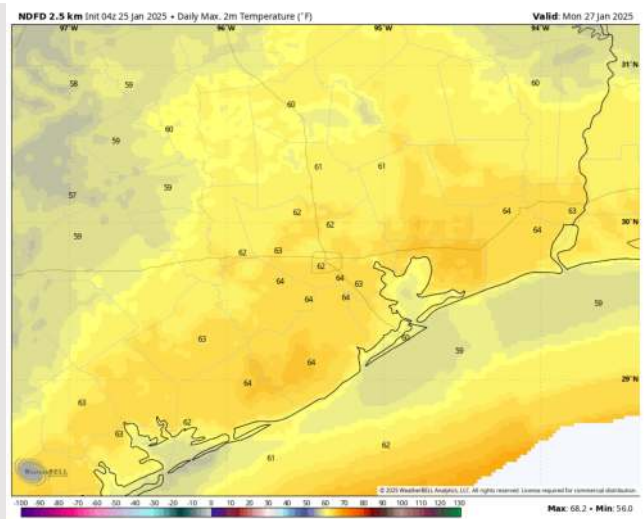 NDFD 2.5 km Init 04z 25 Jan 2025 • Daily Max. 2m Temperature (°F)
Valid: Mon 27 Jan 2025
97°W 96°W 95°W 94°W
31°N
58 59 60
60
59 60
61 61
59
57
62 64 63
30°N
62 64
58
62 63
62
64 64 63
64 64
59
60
63 59
64
29°N
64
63
62
63
62
61
WeatherBELL
© 2025 WeatherBELL Analytics, LLC. All rights reserved. License required for commercial distribution.
-100 -90 -80 -70 -60 -50 -40 -30 -20 -10 0 10 20 30 40 50 60 70 80 90 100 110 120 130
Max: 68.2 • Min: 56.0